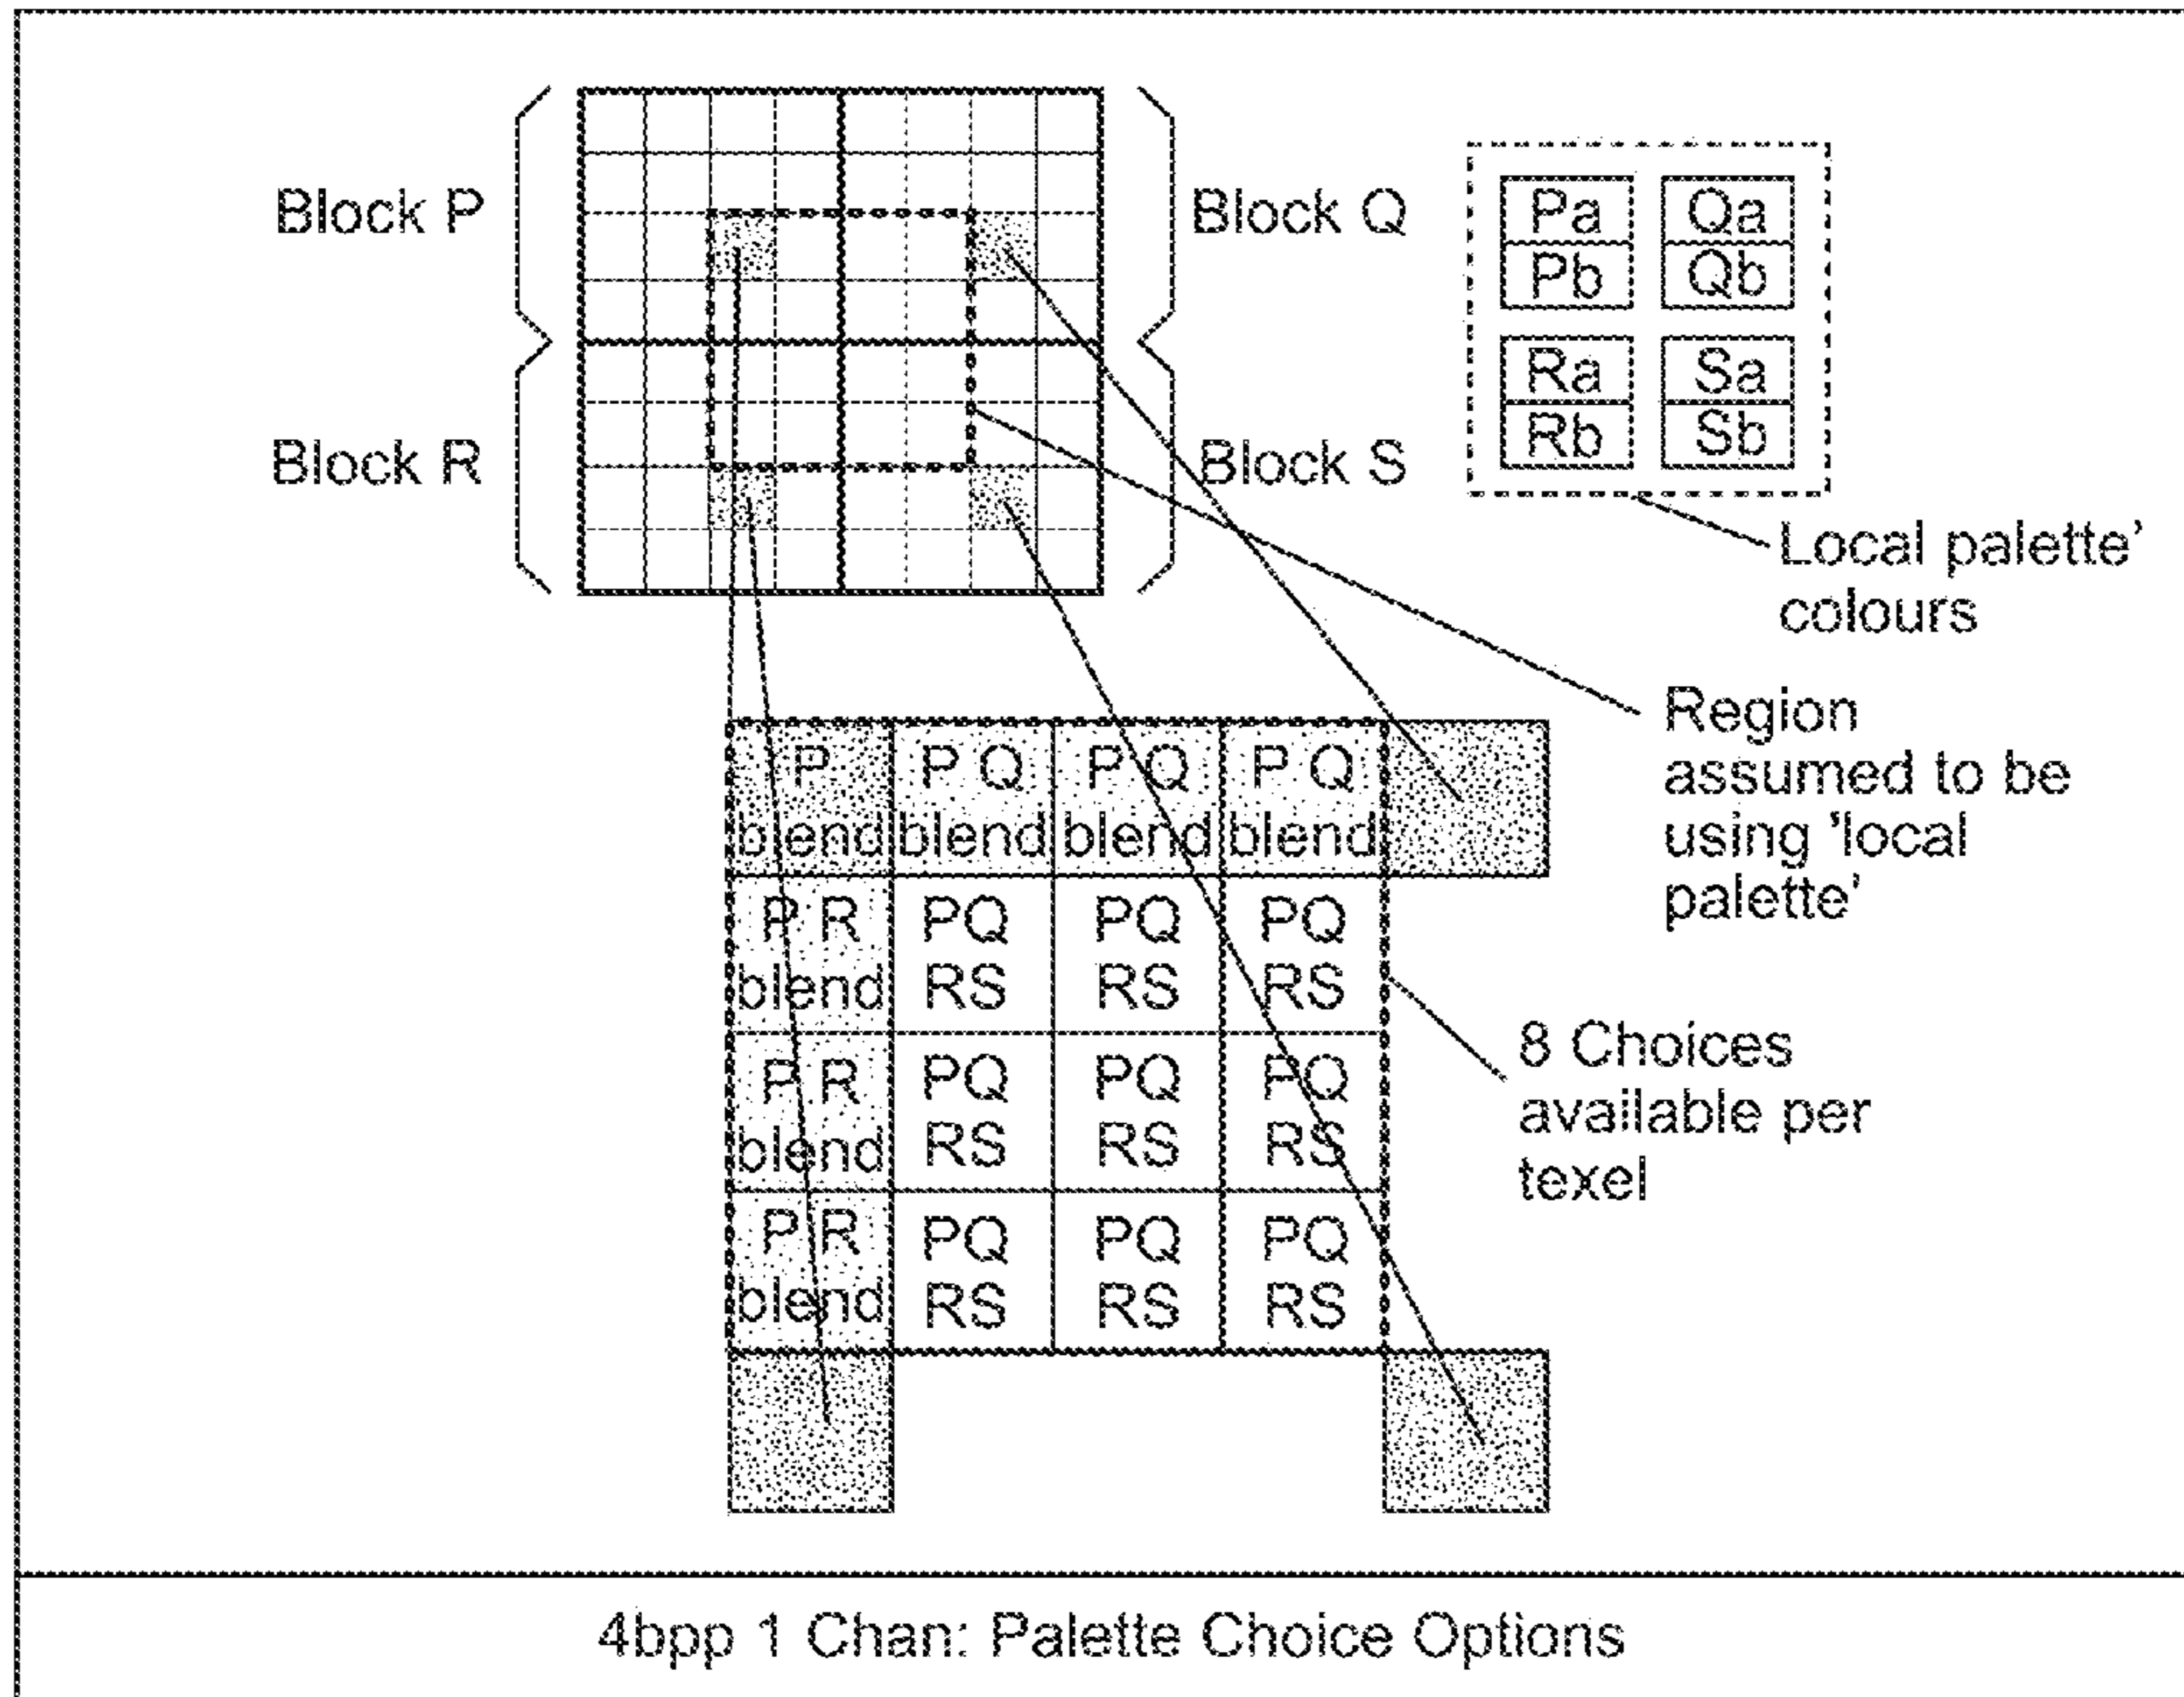 Block P
Block Q
Block R
Block S
Pa
Qa
Pb
Qb
Ra
Sa
Rb
Sb
Local palette'
colours
Region
assumed to be
using 'local
palette'
P P Q P Q P Q
blend blend blend blend
P R PQ PQ PQ
blend RS RS RS
P R PQ PQ PQ
blend RS RS RS
P R PQ PQ PQ
blend RS RS RS
8 Choices
available per
texel
4bpp 1 Chan: Palette Choice Options